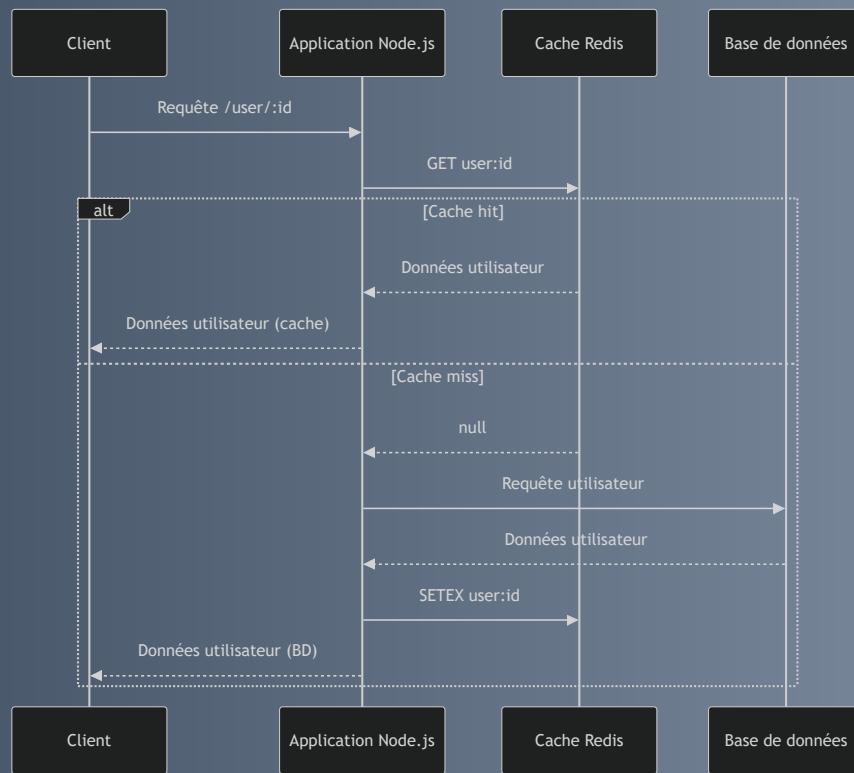 Client
Application Node.js
Cache Redis
Base de données
Requête /user/:id
GET user:id
alt
[Cache hit]
Données utilisateur
Données utilisateur (cache)
[Cache miss]
null
Requête utilisateur
Données utilisateur
SETEX user:id
Données utilisateur (BD)
Client
Application Node.js
Cache Redis
Base de données